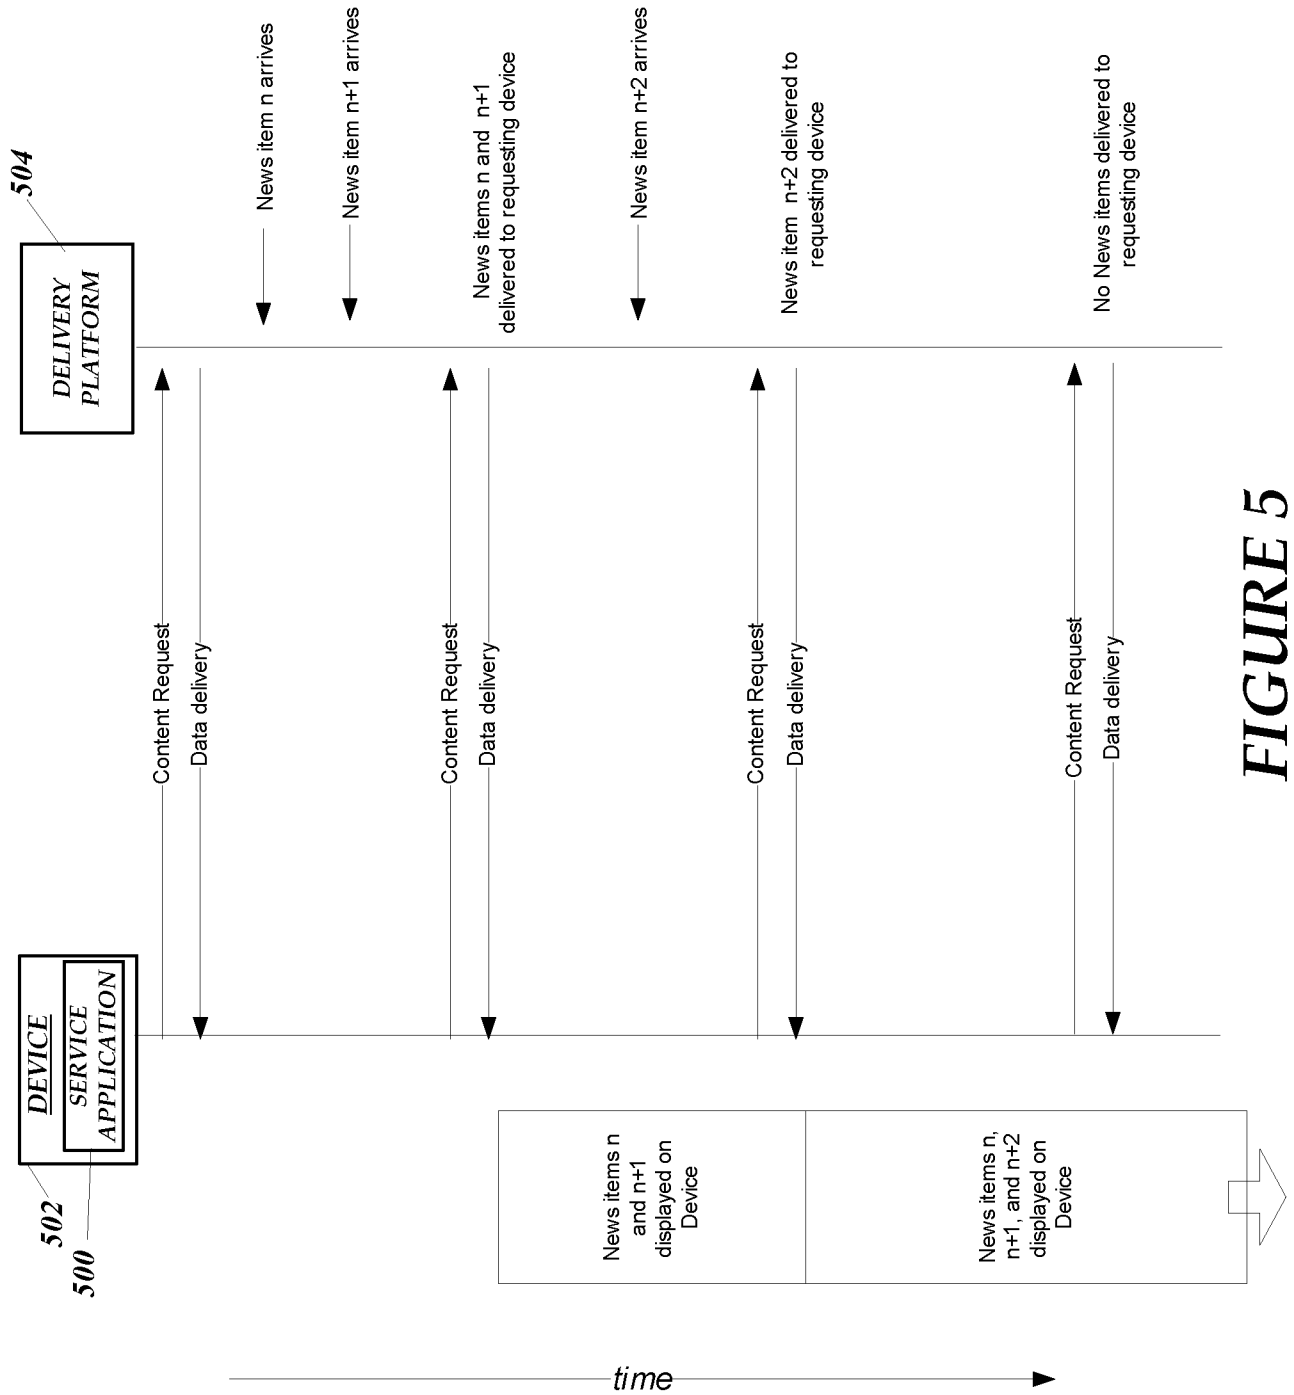 502
500
DEVICE
SERVICE
APPLICATION
504
DELIVERY
PLATFORM
Content Request
Data delivery
News item n arrives
News item n+1 arrives
Content Request
Data delivery
News items n and n+1
delivered to requesting device
News items n
and n+1
displayed on
Device
News item n+2 arrives
Content Request
Data delivery
News item n+2 delivered to
requesting device
News items n,
n+1, and n+2
displayed on
Device
Content Request
Data delivery
No News items delivered to
requesting device
time
FIGURE 5